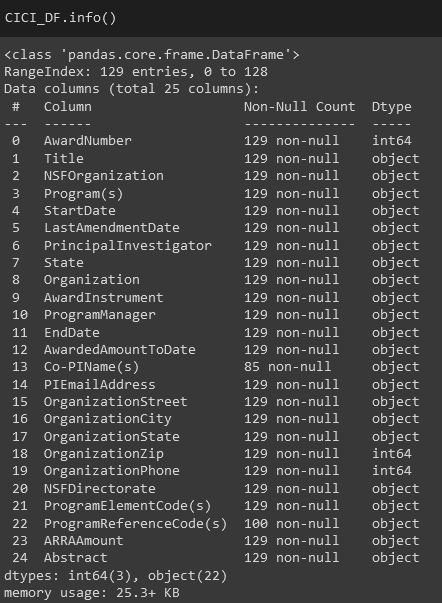 CICI_DF.info()
<class 'pandas.core.frame.DataFrame'>
RangeIndex: 129 entries, 0 to 128
Data columns (total 25 columns):
 #   Column                   Non-Null Count  Dtype
---  ------                   --------------  -----
 0   AwardNumber              129 non-null    int64
 1   Title                    129 non-null    object
 2   NSFOrganization          129 non-null    object
 3   Program(s)               129 non-null    object
 4   StartDate                129 non-null    object
 5   LastAmendmentDate        129 non-null    object
 6   PrincipalInvestigator    129 non-null    object
 7   State                    129 non-null    object
 8   Organization             129 non-null    object
 9   AwardInstrument          129 non-null    object
 10  ProgramManager           129 non-null    object
 11  EndDate                  129 non-null    object
 12  AwardedAmountToDate      129 non-null    object
 13  Co-PIName(s)             85 non-null     object
 14  PIEmailAddress           129 non-null    object
 15  OrganizationStreet       129 non-null    object
 16  OrganizationCity         129 non-null    object
 17  OrganizationState        129 non-null    object
 18  OrganizationZip          129 non-null    int64
 19  OrganizationPhone        129 non-null    int64
 20  NSFDirectorate           129 non-null    object
 21  ProgramElementCode(s)    129 non-null    object
 22  ProgramReferenceCode(s)  100 non-null    object
 23  ARRAAmount               129 non-null    object
 24  Abstract                 129 non-null    object
dtypes: int64(3), object(22)
memory usage: 25.3+ KB